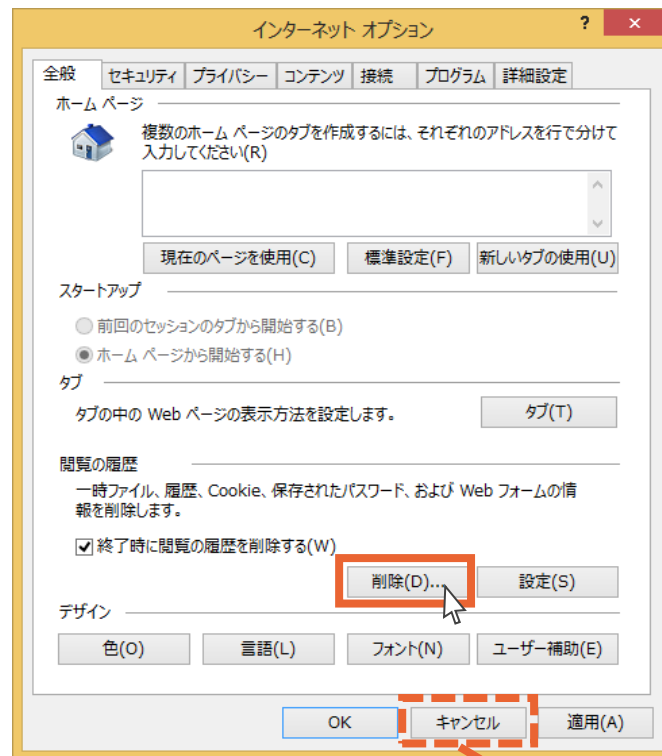 インターネット オプション ? ×
全般 セキュリティ プライバシー コンテンツ 接続 プログラム 詳細設定
ホーム ページ
複数のホーム ページのタブを作成するには、それぞれのアドレスを行で分けて
入力してください(R)
現在のページを使用(C) 標準設定(F) 新しいタブの使用(U)
スタートアップ
前回のセッションのタブから開始する(B)
ホーム ページから開始する(H)
タブ
タブの中の Web ページの表示方法を設定します。 タブ(T)
閲覧の履歴
一時ファイル、履歴、Cookie、保存されたパスワード、および Web フォームの情
報を削除します。
終了時に閲覧の履歴を削除する(W)
削除(D)... 設定(S)
デザイン
色(O) 言語(L) フォント(N) ユーザー補助(E)
OK キャンセル 適用(A)